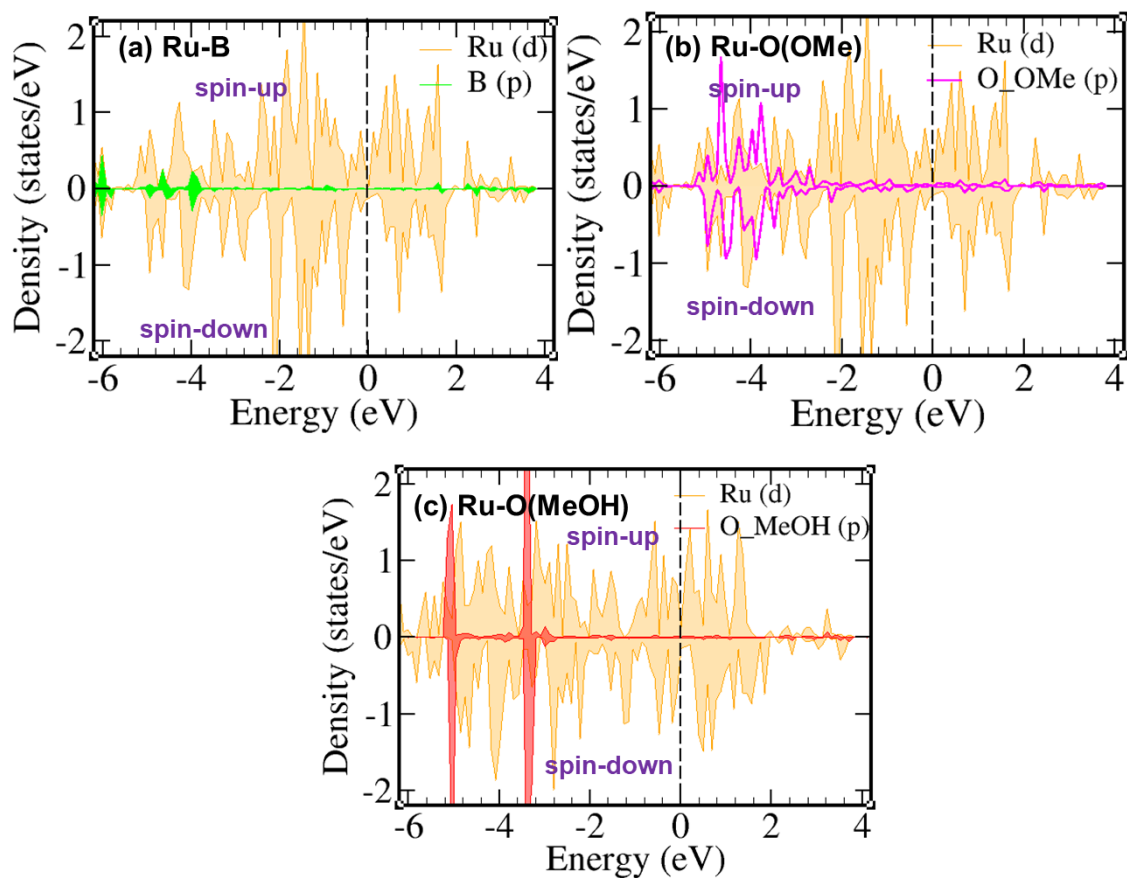 (a) Ru-B
Ru (d)
B (p)
spin-up
spin-down
2
1
0
-1
-2
Density (states/eV)
-6 -4 -2 0 2 4
Energy (eV)
(b) Ru-O(OMe)
Ru (d)
O_OMe (p)
spin-up
spin-down
2
1
0
-1
-2
Density (states/eV)
-6 -4 -2 0 2 4
Energy (eV)
(c) Ru-O(MeOH)
Ru (d)
O_MeOH (p)
spin-up
spin-down
2
1
0
-1
-2
Density (states/eV)
-6 -4 -2 0 2 4
Energy (eV)